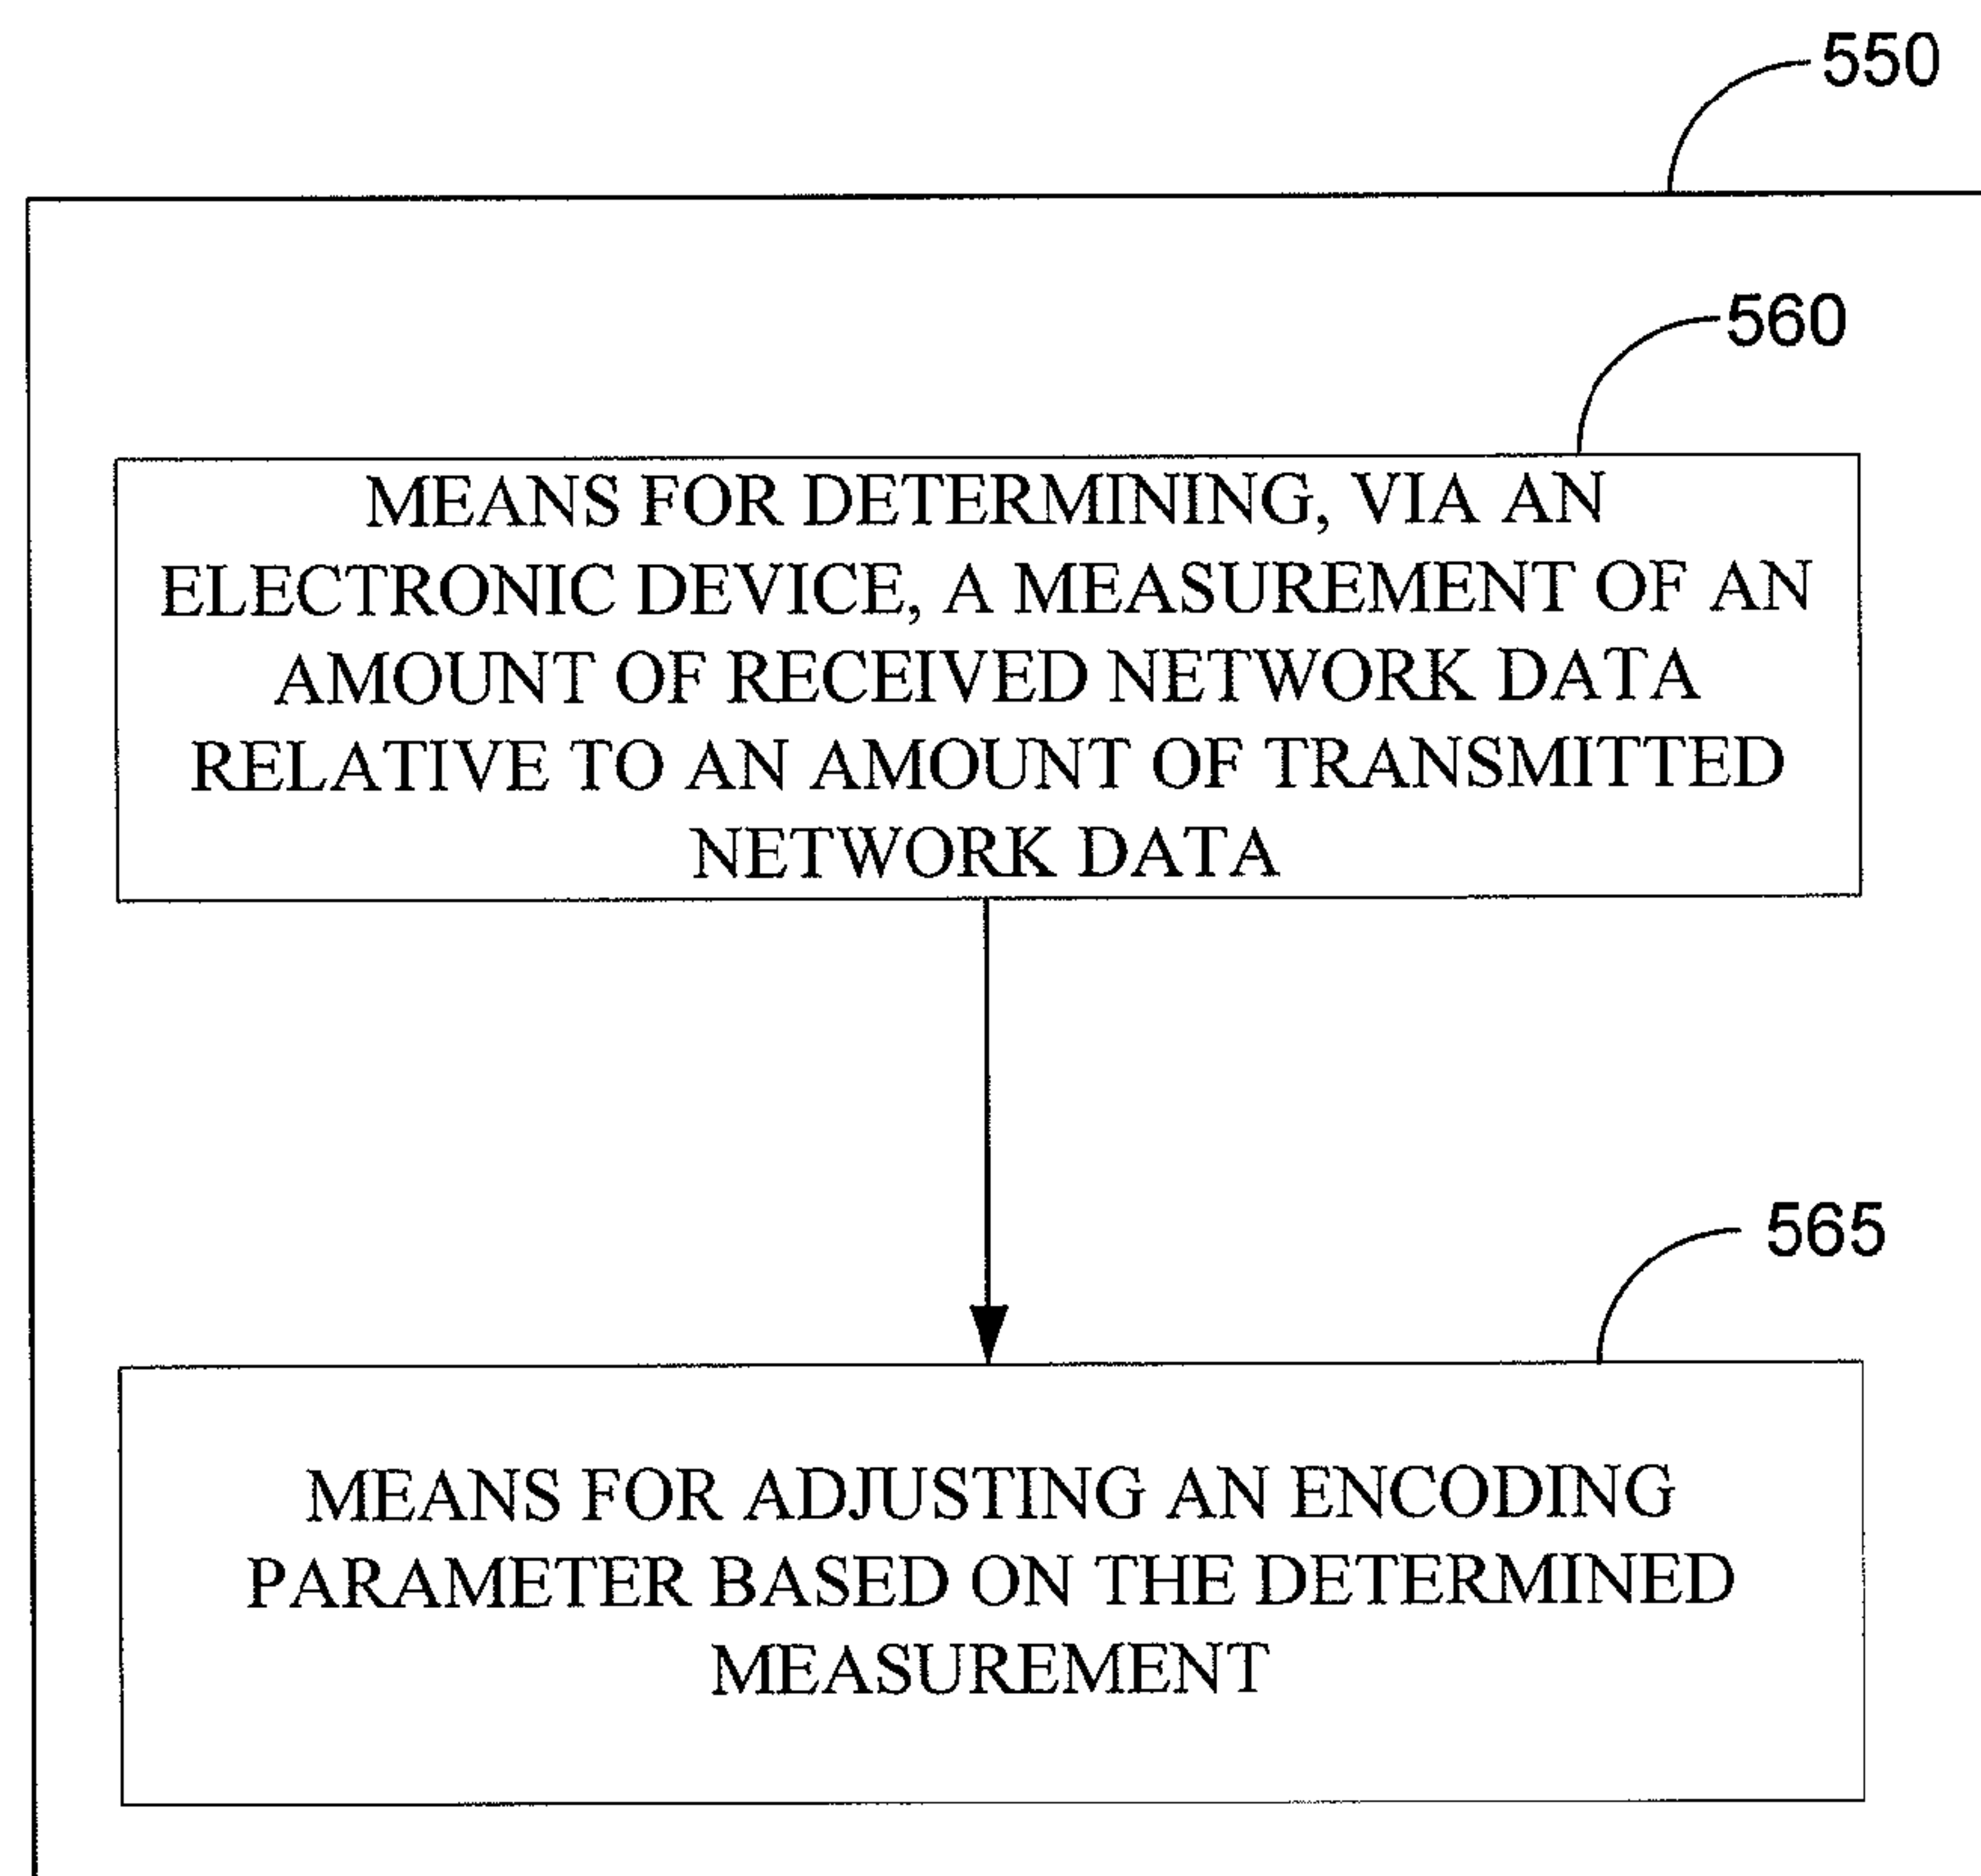 550
560
MEANS FOR DETERMINING, VIA AN
ELECTRONIC DEVICE, A MEASUREMENT OF AN
AMOUNT OF RECEIVED NETWORK DATA
RELATIVE TO AN AMOUNT OF TRANSMITTED
NETWORK DATA
565
MEANS FOR ADJUSTING AN ENCODING
PARAMETER BASED ON THE DETERMINED
MEASUREMENT